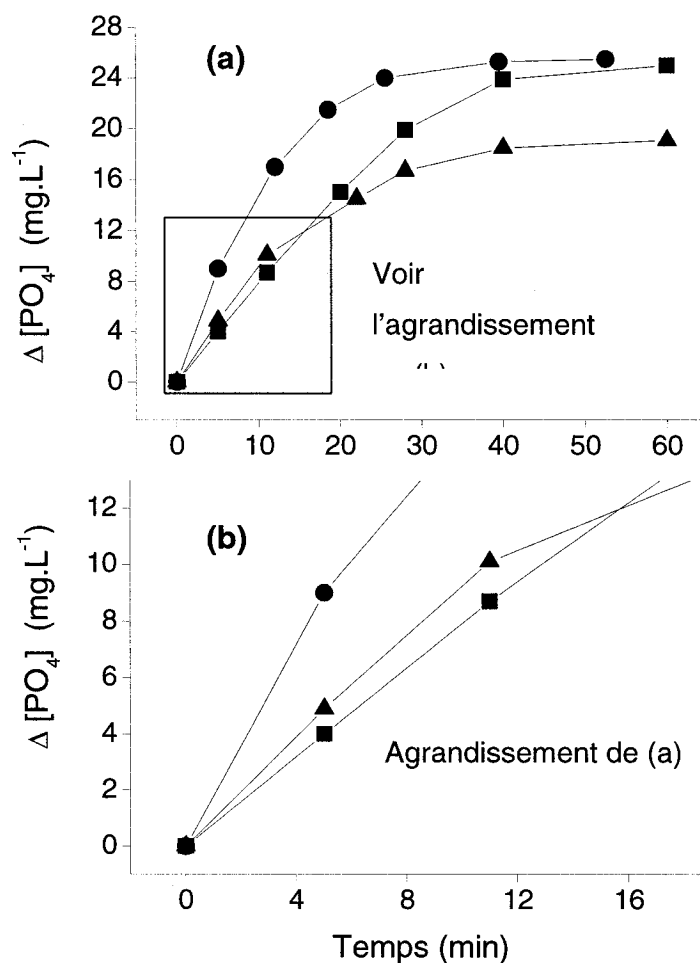 (a)
Δ [PO₄] (mg.L⁻¹)
28
24
20
16
12
8
4
0
Voir
l'agrandissement
0 10 20 30 40 50 60
(b)
Δ [PO₄] (mg.L⁻¹)
12
10
8
6
4
2
0
Agrandissement de (a)
0 4 8 12 16
Temps (min)